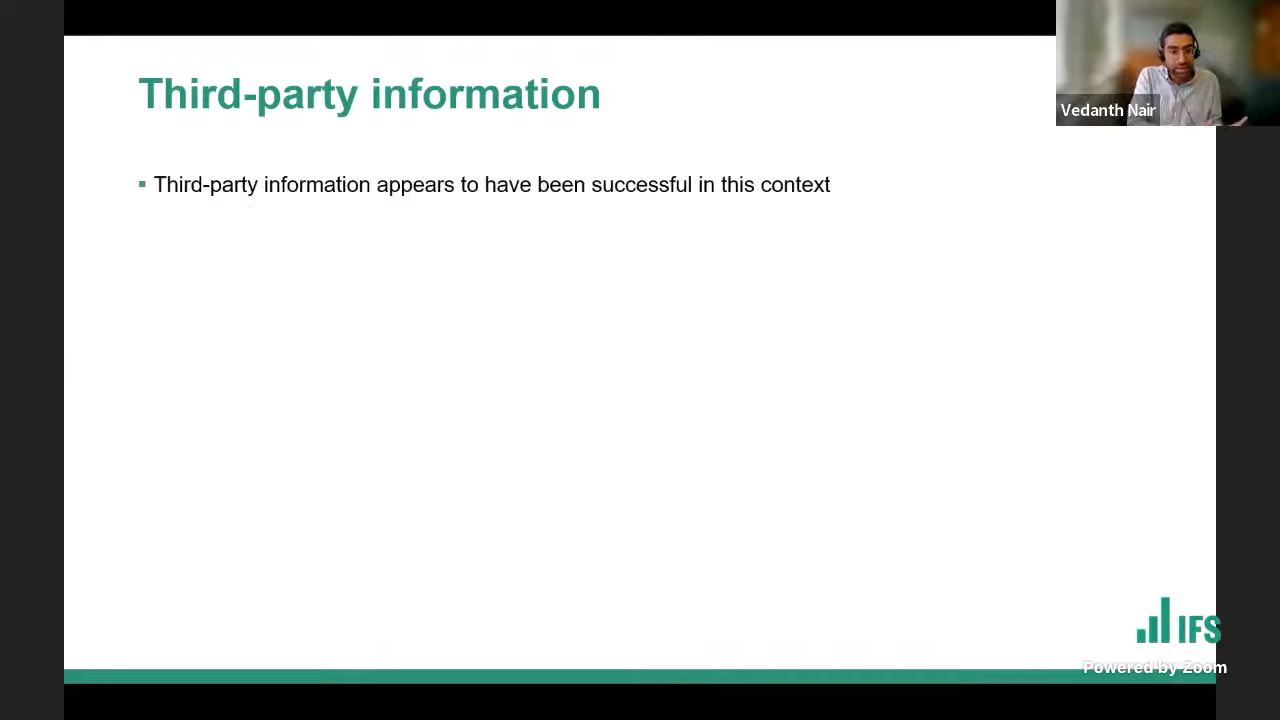 Third-party information
Vedanth Nair
Third-party information appears to have been successful in this context
IFS
Powered by Zoom